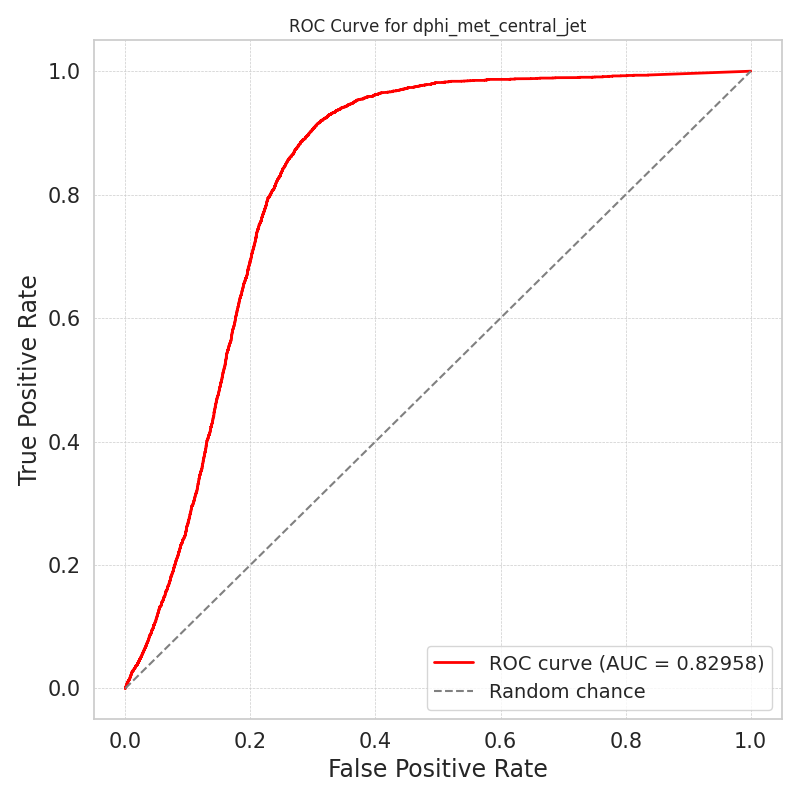 ROC Curve for dphi_met_central_jet
True Positive Rate
1.0
0.8
0.6
0.4
0.2
0.0
ROC curve (AUC = 0.82958)
Random chance
0.0 0.2 0.4 0.6 0.8 1.0
False Positive Rate